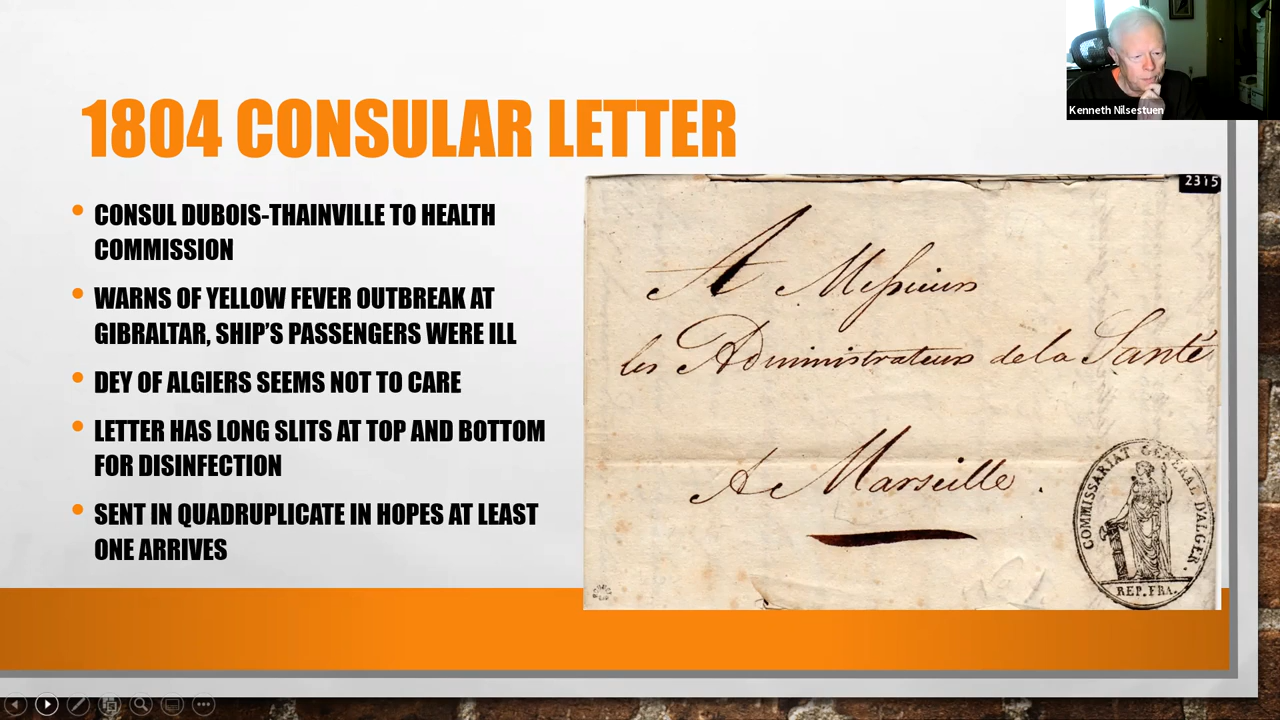 Kenneth Nilsestuen
1804 CONSULAR LETTER
• CONSUL DUBOIS-THAINVILLE TO HEALTH
COMMISSION
• WARNS OF YELLOW FEVER OUTBREAK AT
GIBRALTAR, SHIP'S PASSENGERS WERE ILL
• DEY OF ALGIERS SEEMS NOT TO CARE
• LETTER HAS LONG SLITS AT TOP AND BOTTOM
FOR DISINFECTION
• SENT IN QUADRUPLICATE IN HOPES AT LEAST
ONE ARRIVES
2315
A Messieurs
les Administrateurs de la Santé
A Marseille .
COMMISSARIAT GENERAL D'ALGER.
REP. FRA.